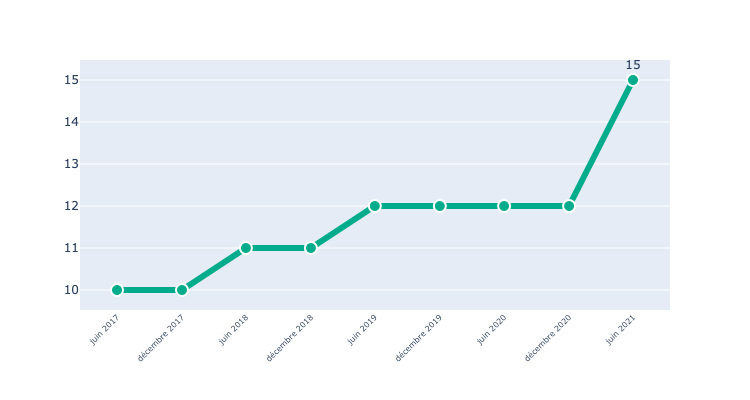 15
15
14
13
12
11
10
juin 2017
décembre 2017
juin 2018
décembre 2018
juin 2019
décembre 2019
juin 2020
décembre 2020
juin 2021